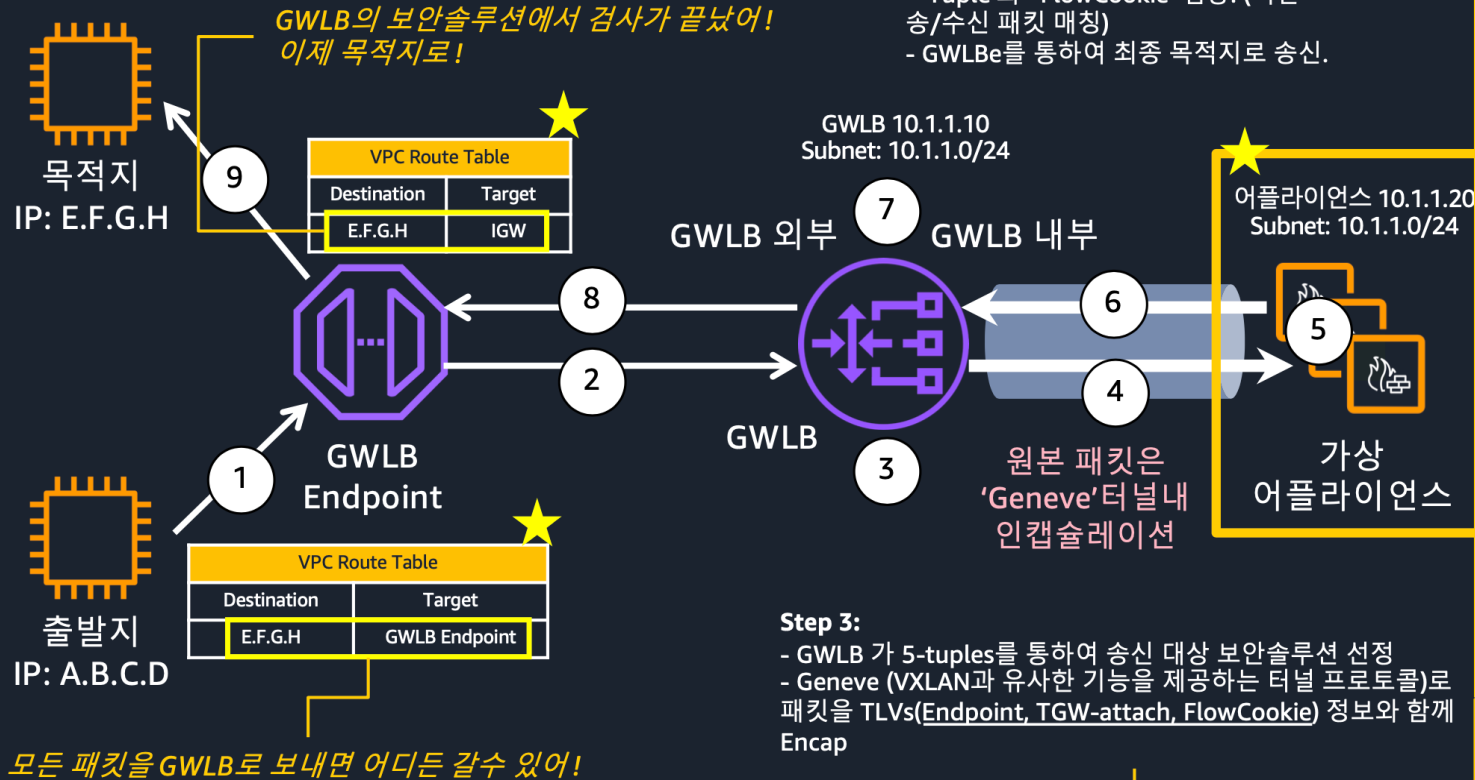 GWLB의 보안솔루션에서 검사가 끝났어!
이제 목적지로!
송/수신 패킷 매칭)
- GWLBe를 통하여 최종 목적지로 송신.
목적지
IP: E.F.G.H
9
VPC Route Table
Destination Target
E.F.G.H IGW
GWLB 10.1.1.10
Subnet: 10.1.1.0/24
7
GWLB 외부
GWLB 내부
어플라이언스 10.1.1.20
Subnet: 10.1.1.0/24
8
2
6
4
5
GWLB
Endpoint
GWLB
3
원본 패킷은
‘Geneve’터널내
인캡슐레이션
가상
어플라이언스
1
출발지
IP: A.B.C.D
VPC Route Table
Destination Target
E.F.G.H GWLB Endpoint
Step 3:
- GWLB 가 5-tuples를 통하여 송신 대상 보안솔루션 선정
- Geneve (VXLAN과 유사한 기능을 제공하는 터널 프로토콜)로
패킷을 TLVs(Endpoint, TGW-attach, FlowCookie) 정보와 함께
Encap
모든 패킷을 GWLB로 보내면 어디든 갈수 있어!